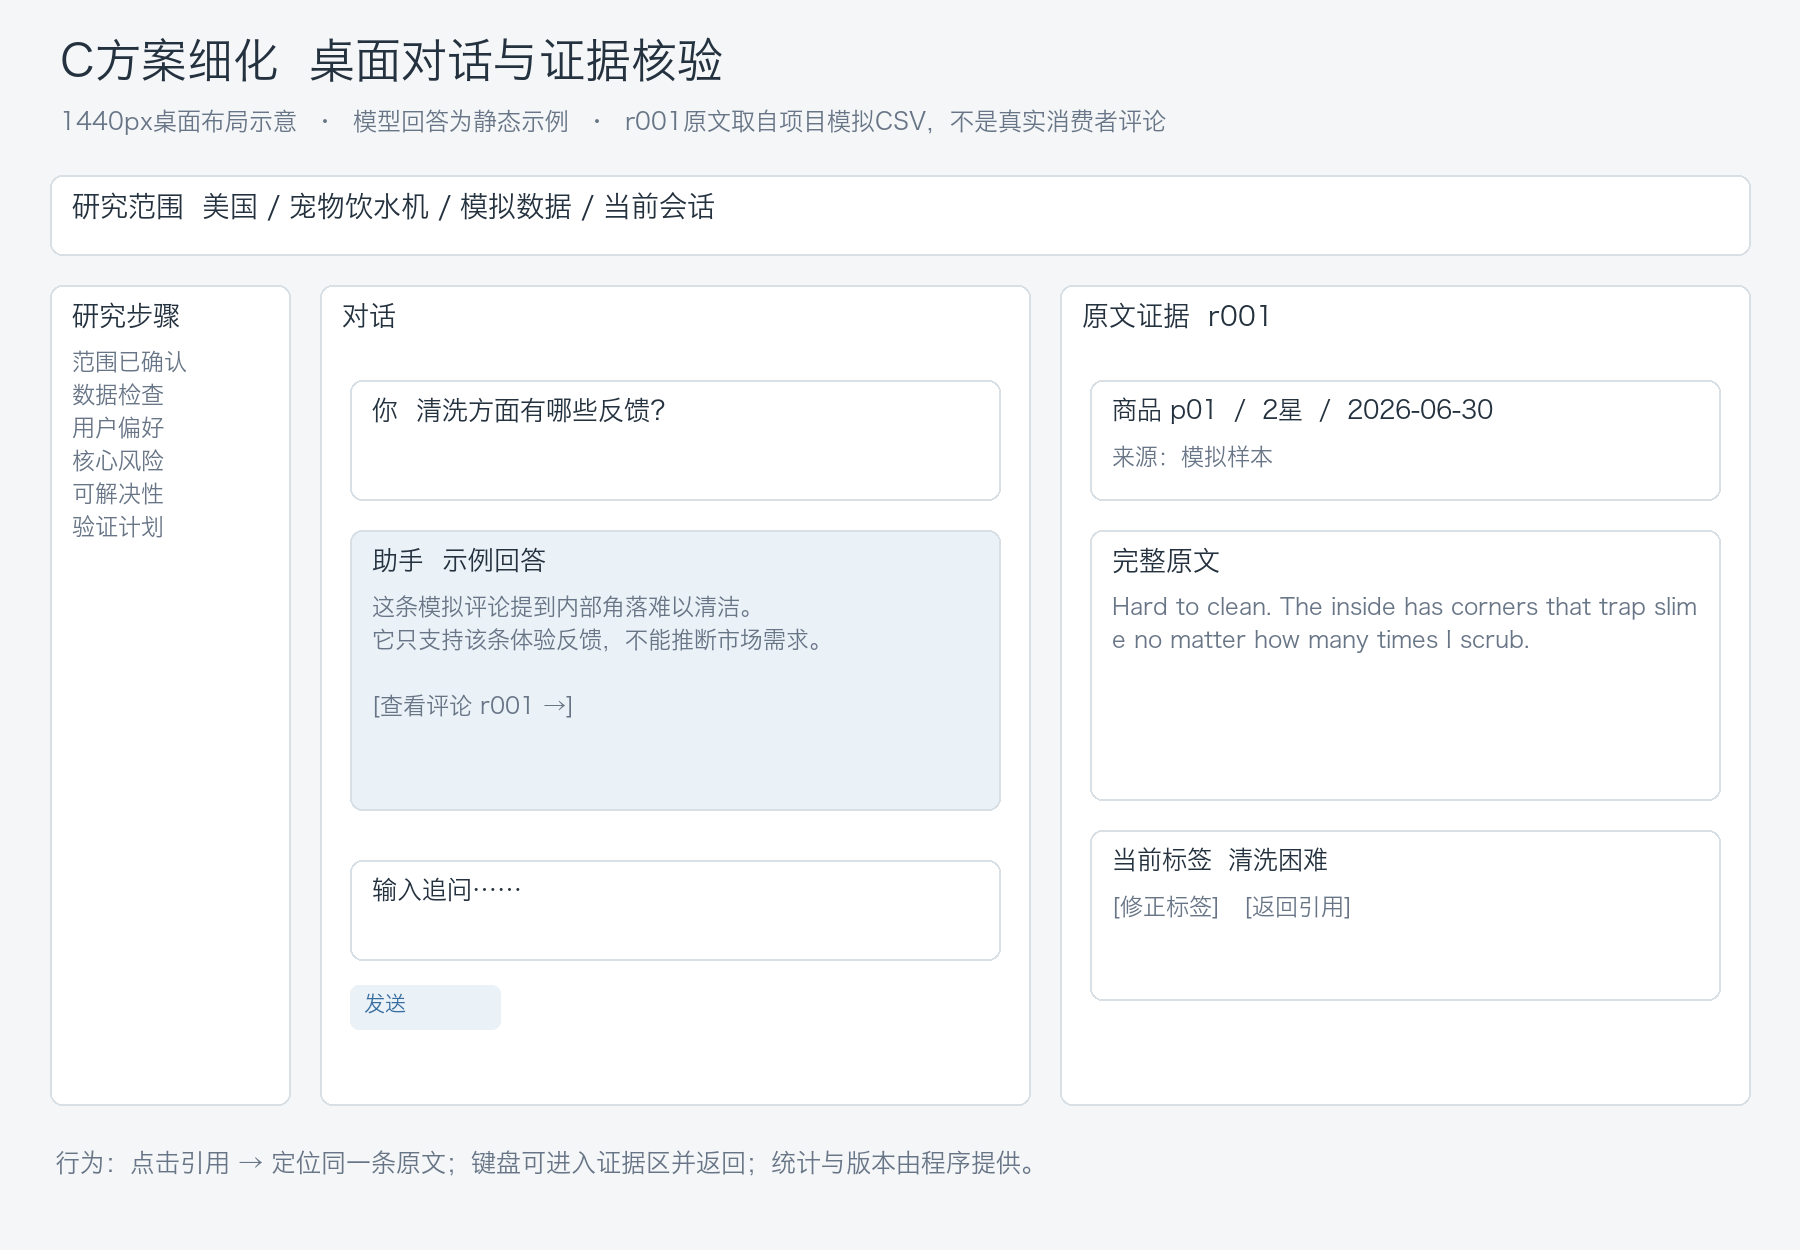 C方案细化 桌面对话与证据核验
1440px桌面布局示意 · 模型回答为静态示例 · r001原文取自项目模拟CSV，不是真实消费者评论
研究范围 美国 / 宠物饮水机 / 模拟数据 / 当前会话
研究步骤
范围已确认
数据检查
用户偏好
核心风险
可解决性
验证计划
对话
你 清洗方面有哪些反馈？
助手 示例回答
这条模拟评论提到内部角落难以清洁。
它只支持该条体验反馈，不能推断市场需求。
[查看评论 r001 →]
输入追问……
发送
原文证据 r001
商品 p01 / 2星 / 2026-06-30
来源：模拟样本
完整原文
Hard to clean. The inside has corners that trap slim
e no matter how many times I scrub.
当前标签 清洗困难
[修正标签] [返回引用]
行为：点击引用 → 定位同一条原文；键盘可进入证据区并返回；统计与版本由程序提供。